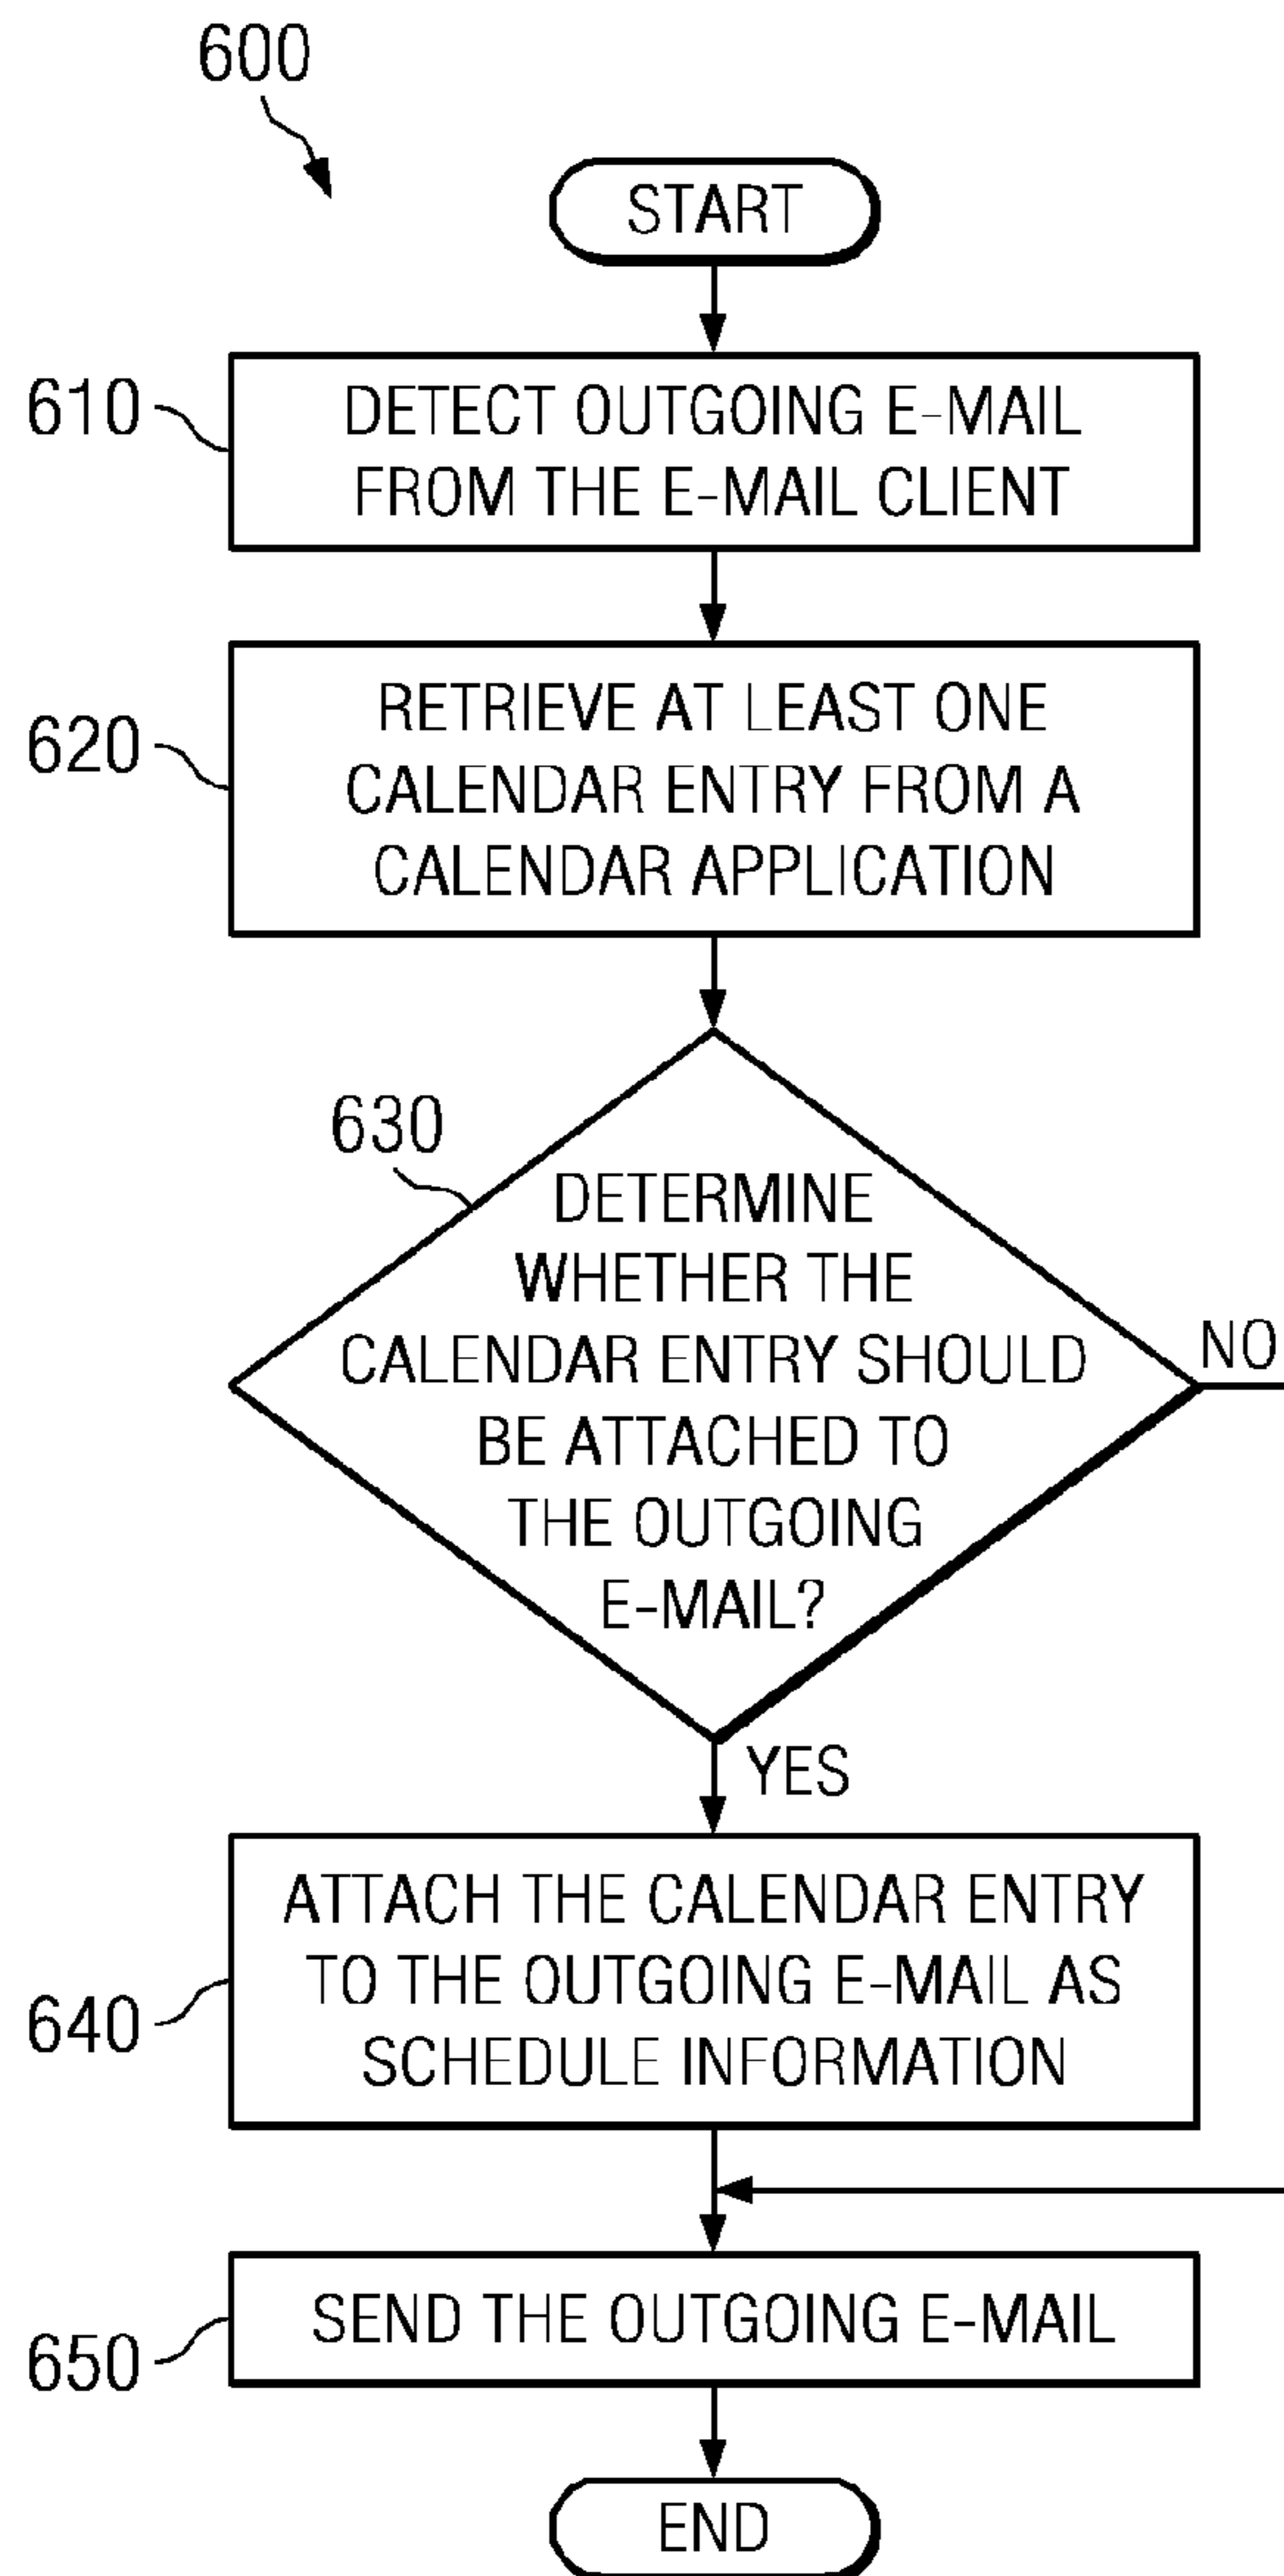 600
START
610
DETECT OUTGOING E-MAIL
FROM THE E-MAIL CLIENT
620
RETRIEVE AT LEAST ONE
CALENDAR ENTRY FROM A
CALENDAR APPLICATION
630
DETERMINE
WHETHER THE
CALENDAR ENTRY SHOULD
BE ATTACHED TO
THE OUTGOING
E-MAIL?
NO
YES
640
ATTACH THE CALENDAR ENTRY
TO THE OUTGOING E-MAIL AS
SCHEDULE INFORMATION
650
SEND THE OUTGOING E-MAIL
END